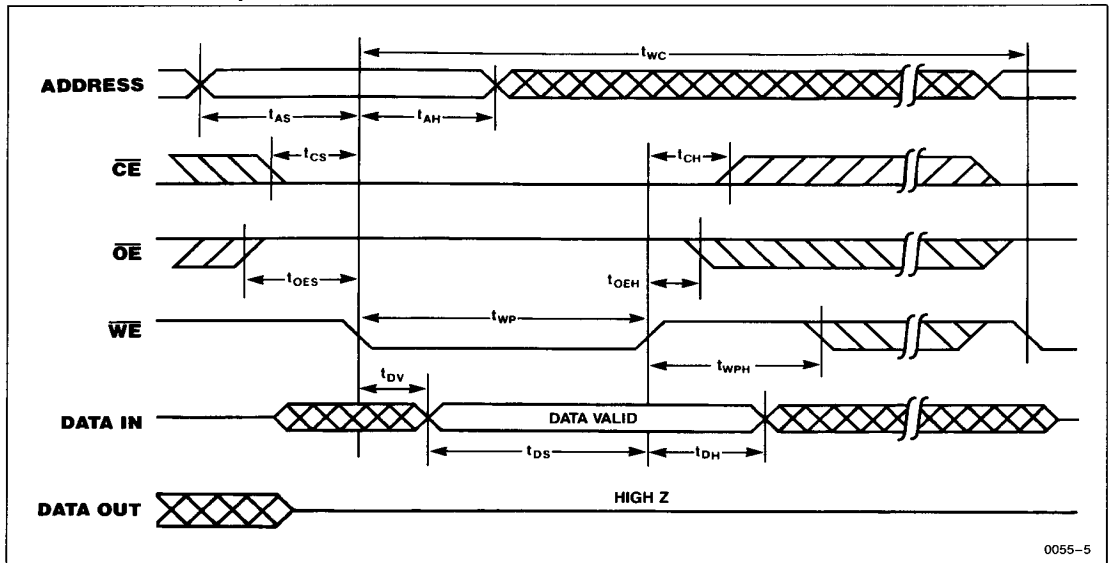 tWC
ADDRESS
tAS
tAH
tCS
tCH
CE
OE
tOES
tOEH
WE
tWP
tWPH
tDV
DATA IN
DATA VALID
tDS
tDH
DATA OUT
HIGH Z
0055–5